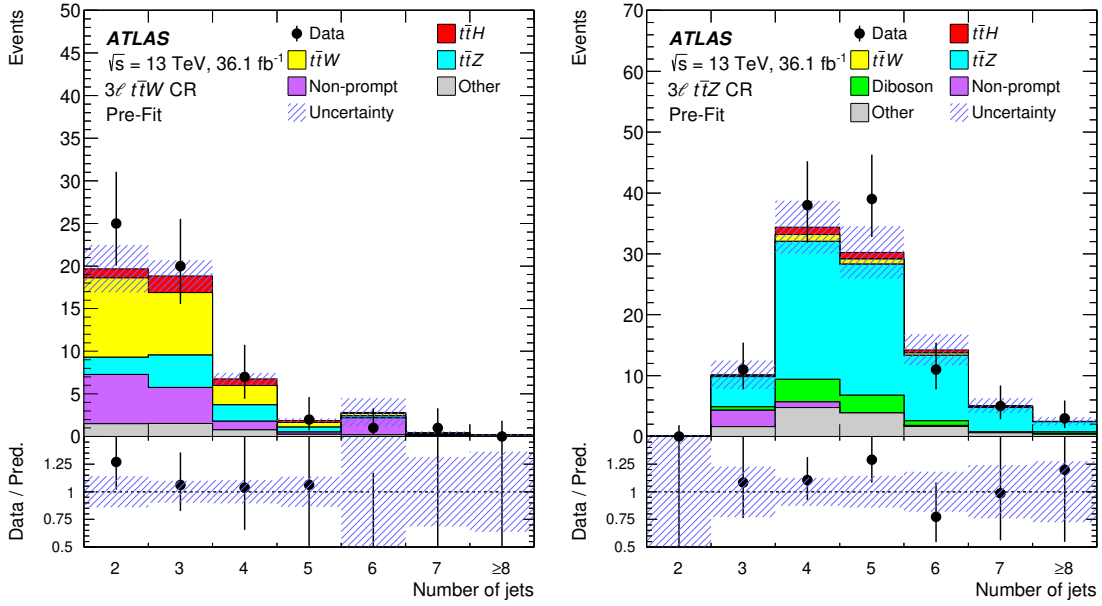 Events
50
45
40
35
30
25
20
15
10
5
0
ATLAS
√s = 13 TeV, 36.1 fb⁻¹
3ℓ tt̄W CR
Pre-Fit
Data
tt̄H
tt̄W
tt̄Z
Non-prompt
Other
Uncertainty
Data / Pred.
1.25
1
0.75
0.5
2 3 4 5 6 7 ≥8
Number of jets
Events
70
60
50
40
30
20
10
0
ATLAS
√s = 13 TeV, 36.1 fb⁻¹
3ℓ tt̄Z CR
Pre-Fit
Data
tt̄H
tt̄W
tt̄Z
Diboson
Non-prompt
Other
Uncertainty
Data / Pred.
1.25
1
0.75
0.5
2 3 4 5 6 7 ≥8
Number of jets